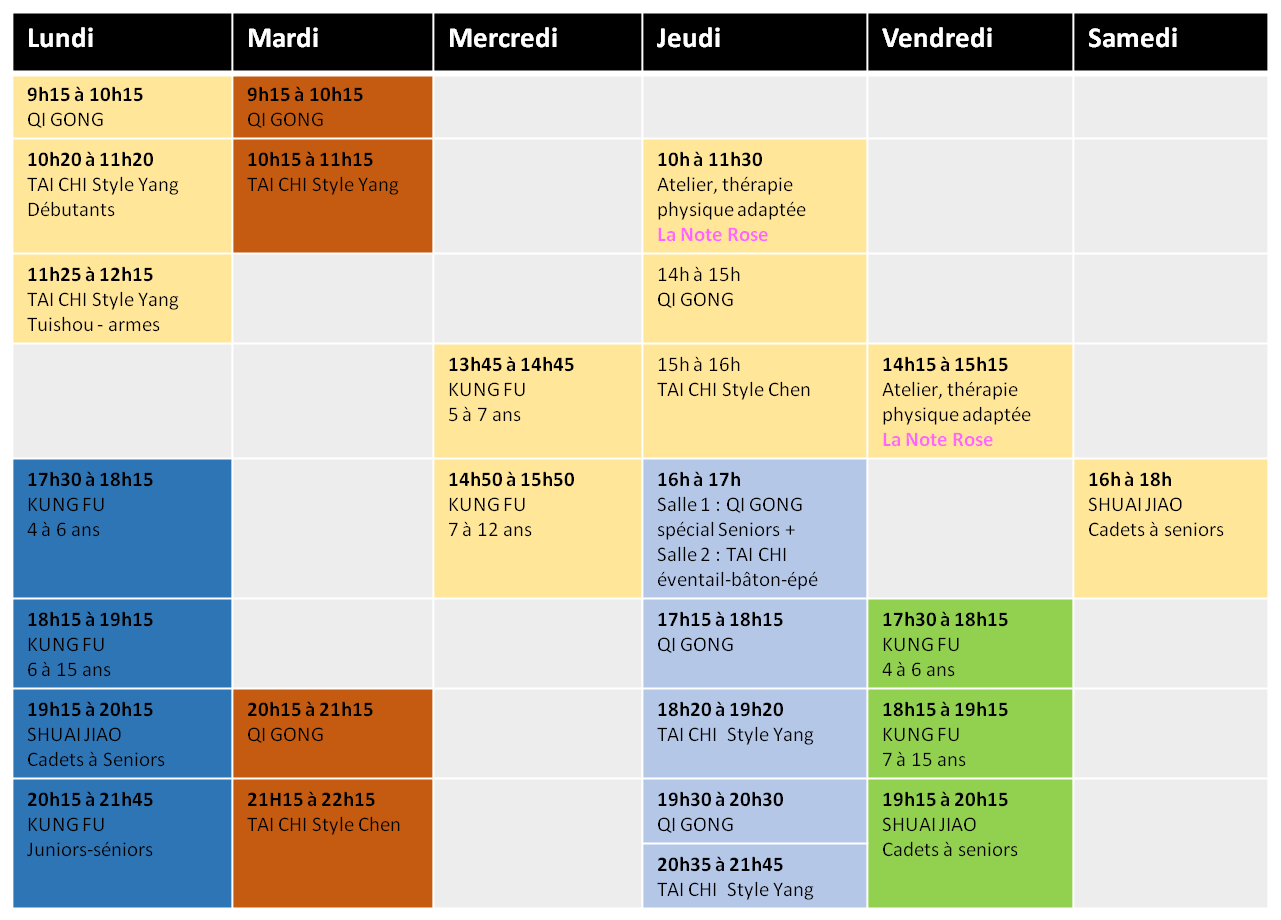 Lundi
Mardi
Mercredi
Jeudi
Vendredi
Samedi
9h15 à 10h15
QI GONG
9h15 à 10h15
QI GONG
10h20 à 11h20
TAI CHI Style Yang
Débutants
10h15 à 11h15
TAI CHI Style Yang
10h à 11h30
Atelier, thérapie
physique adaptée
La Note Rose
11h25 à 12h15
TAI CHI Style Yang
Tuishou - armes
14h à 15h
QI GONG
13h45 à 14h45
KUNG FU
5 à 7 ans
15h à 16h
TAI CHI Style Chen
14h15 à 15h15
Atelier, thérapie
physique adaptée
La Note Rose
17h30 à 18h15
KUNG FU
4 à 6 ans
14h50 à 15h50
KUNG FU
7 à 12 ans
16h à 17h
Salle 1 : QI GONG
spécial Seniors +
Salle 2 : TAI CHI
éventail-bâton-épé
16h à 18h
SHUAI JIAO
Cadets à seniors
18h15 à 19h15
KUNG FU
6 à 15 ans
17h15 à 18h15
QI GONG
17h30 à 18h15
KUNG FU
4 à 6 ans
19h15 à 20h15
SHUAI JIAO
Cadets à Seniors
20h15 à 21h15
QI GONG
18h20 à 19h20
TAI CHI  Style Yang
18h15 à 19h15
KUNG FU
7 à 15 ans
20h15 à 21h45
KUNG FU
Juniors-séniors
21H15 à 22h15
TAI CHI Style Chen
19h30 à 20h30
QI GONG
19h15 à 20h15
SHUAI JIAO
Cadets à seniors
20h35 à 21h45
TAI CHI  Style Yang